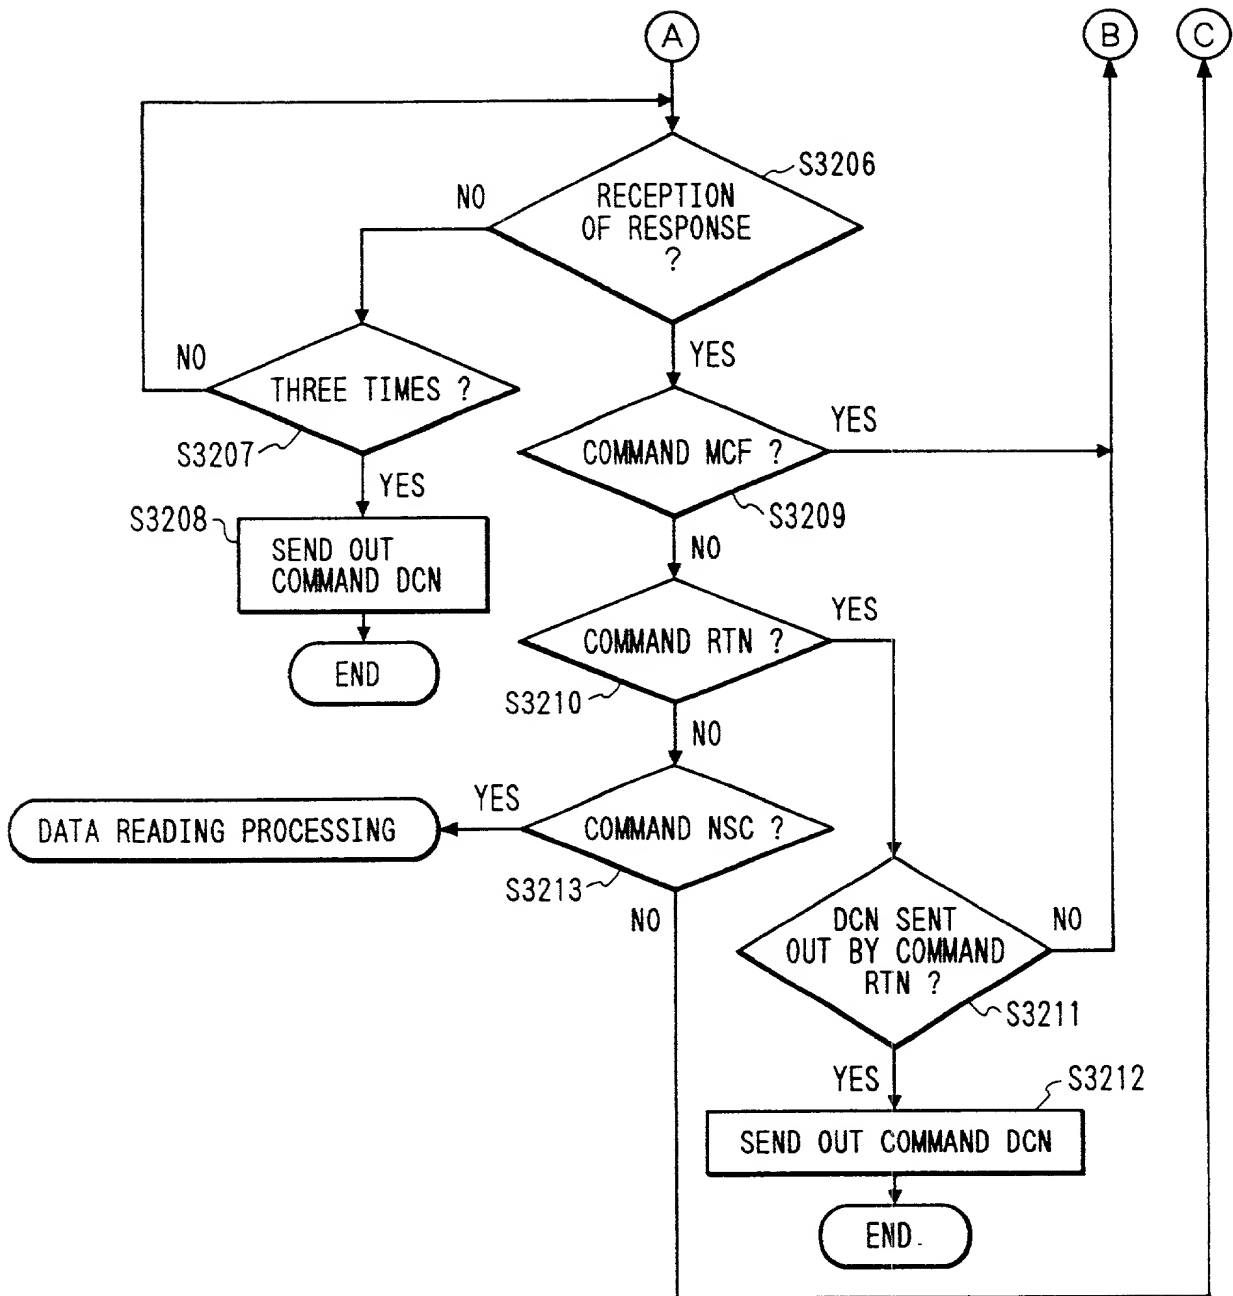 A
B
C
S3206
NO
RECEPTION
OF RESPONSE
?
YES
NO
THREE TIMES ?
S3207
YES
COMMAND MCF ?
YES
S3209
S3208
SEND OUT
COMMAND DCN
NO
END
COMMAND RTN ?
YES
S3210
NO
DATA READING PROCESSING
YES
COMMAND NSC ?
S3213
NO
DCN SENT
OUT BY COMMAND
RTN ?
NO
S3211
YES
S3212
SEND OUT COMMAND DCN
END